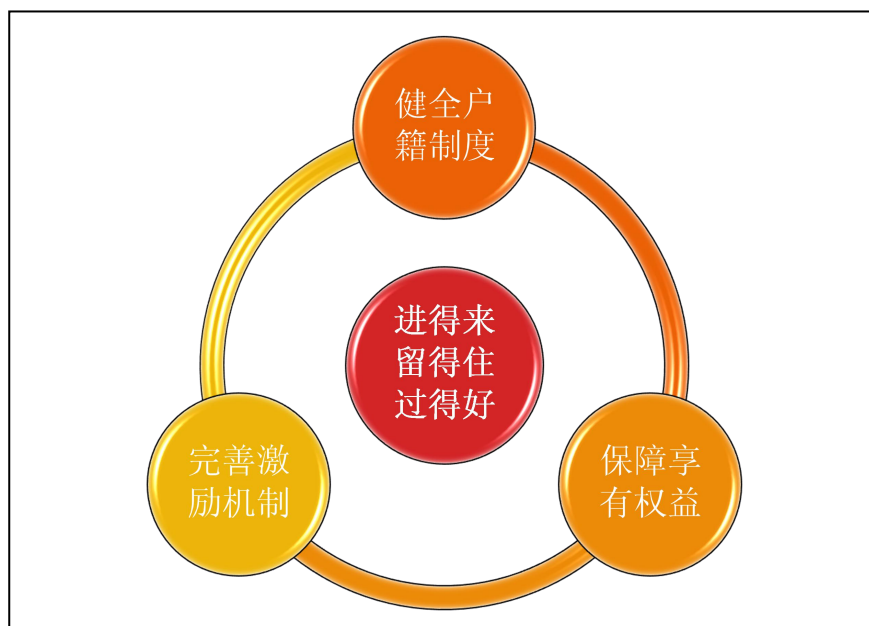 健全户
籍制度
进得来
留得住
过得好
完善激
励机制
保障享
有权益